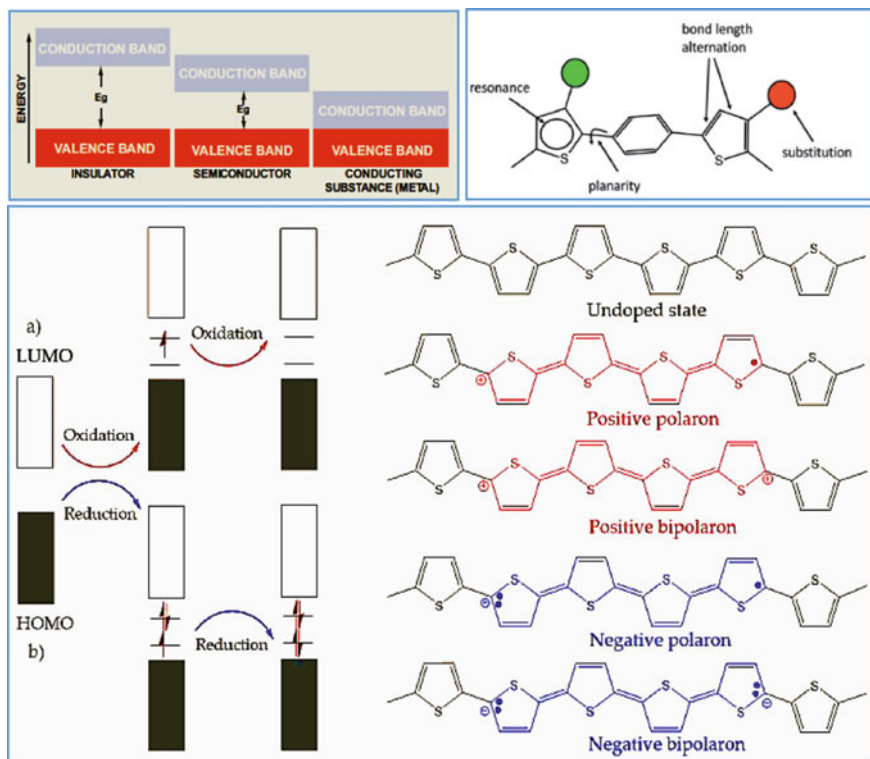 ENERGY
CONDUCTION BAND
Eg
VALENCE BAND
INSULATOR
CONDUCTION BAND
Eg
VALENCE BAND
SEMICONDUCTOR
CONDUCTION BAND
VALENCE BAND
CONDUCTING
SUBSTANCE (METAL)
bond length
alternation
resonance
S
S
planarity
substitution
a)
LUMO
Oxidation
Oxidation
Reduction
HOMO
b)
Reduction
S S S S S S
Undoped state
S S S S S S
⊕
Positive polaron
S S S S S S
⊕ ⊕
Positive bipolaron
S S S S S S
⊖
Negative polaron
S S S S S S
⊖ ⊖
Negative bipolaron